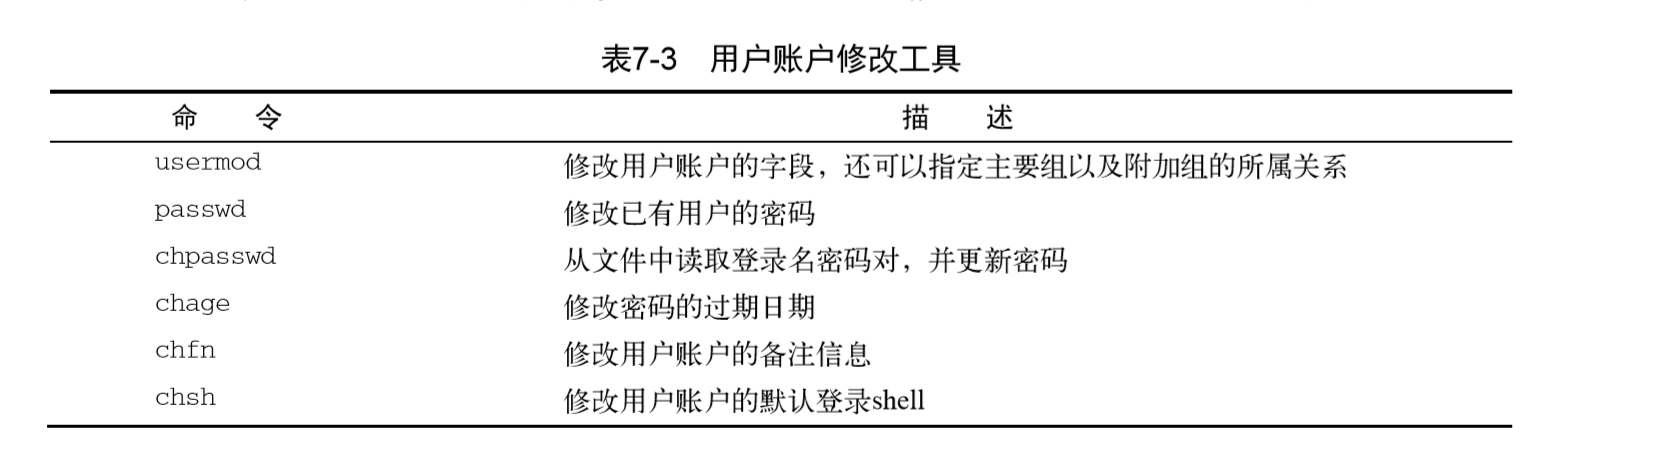 表7-3 用户账户修改工具
命 令 描 述
usermod 修改用户账户的字段，还可以指定主要组以及附加组的所属关系
passwd 修改已有用户的密码
chpasswd 从文件中读取登录名密码对，并更新密码
chage 修改密码的过期日期
chfn 修改用户账户的备注信息
chsh 修改用户账户的默认登录shell